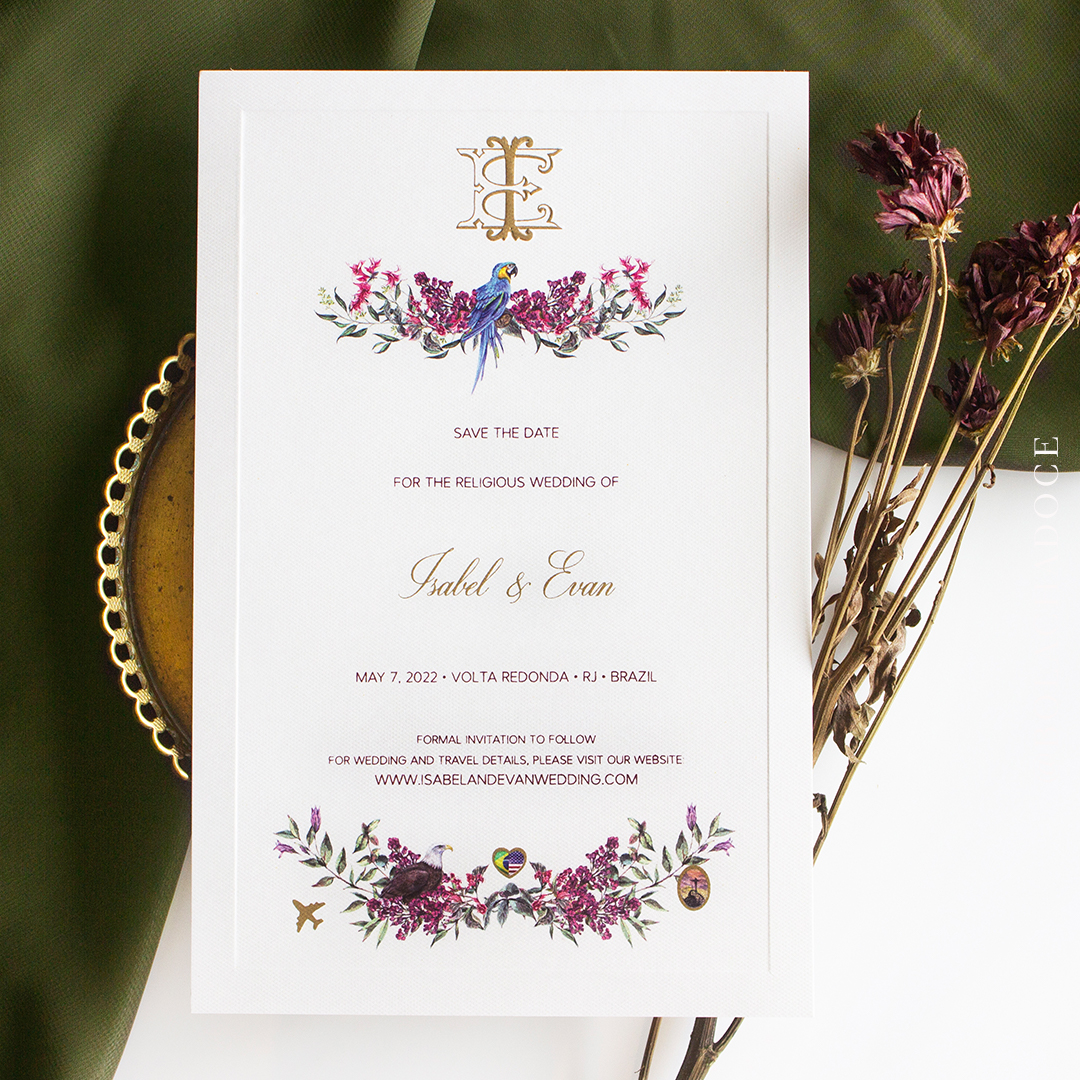 IE
SAVE THE DATE
FOR THE RELIGIOUS WEDDING OF
Isabel & Evan
MAY 7, 2022 • VOLTA REDONDA • RJ • BRAZIL
FORMAL INVITATION TO FOLLOW
FOR WEDDING AND TRAVEL DETAILS, PLEASE VISIT OUR WEBSITE:
WWW.ISABELANDEVANWEDDING.COM
DOCE